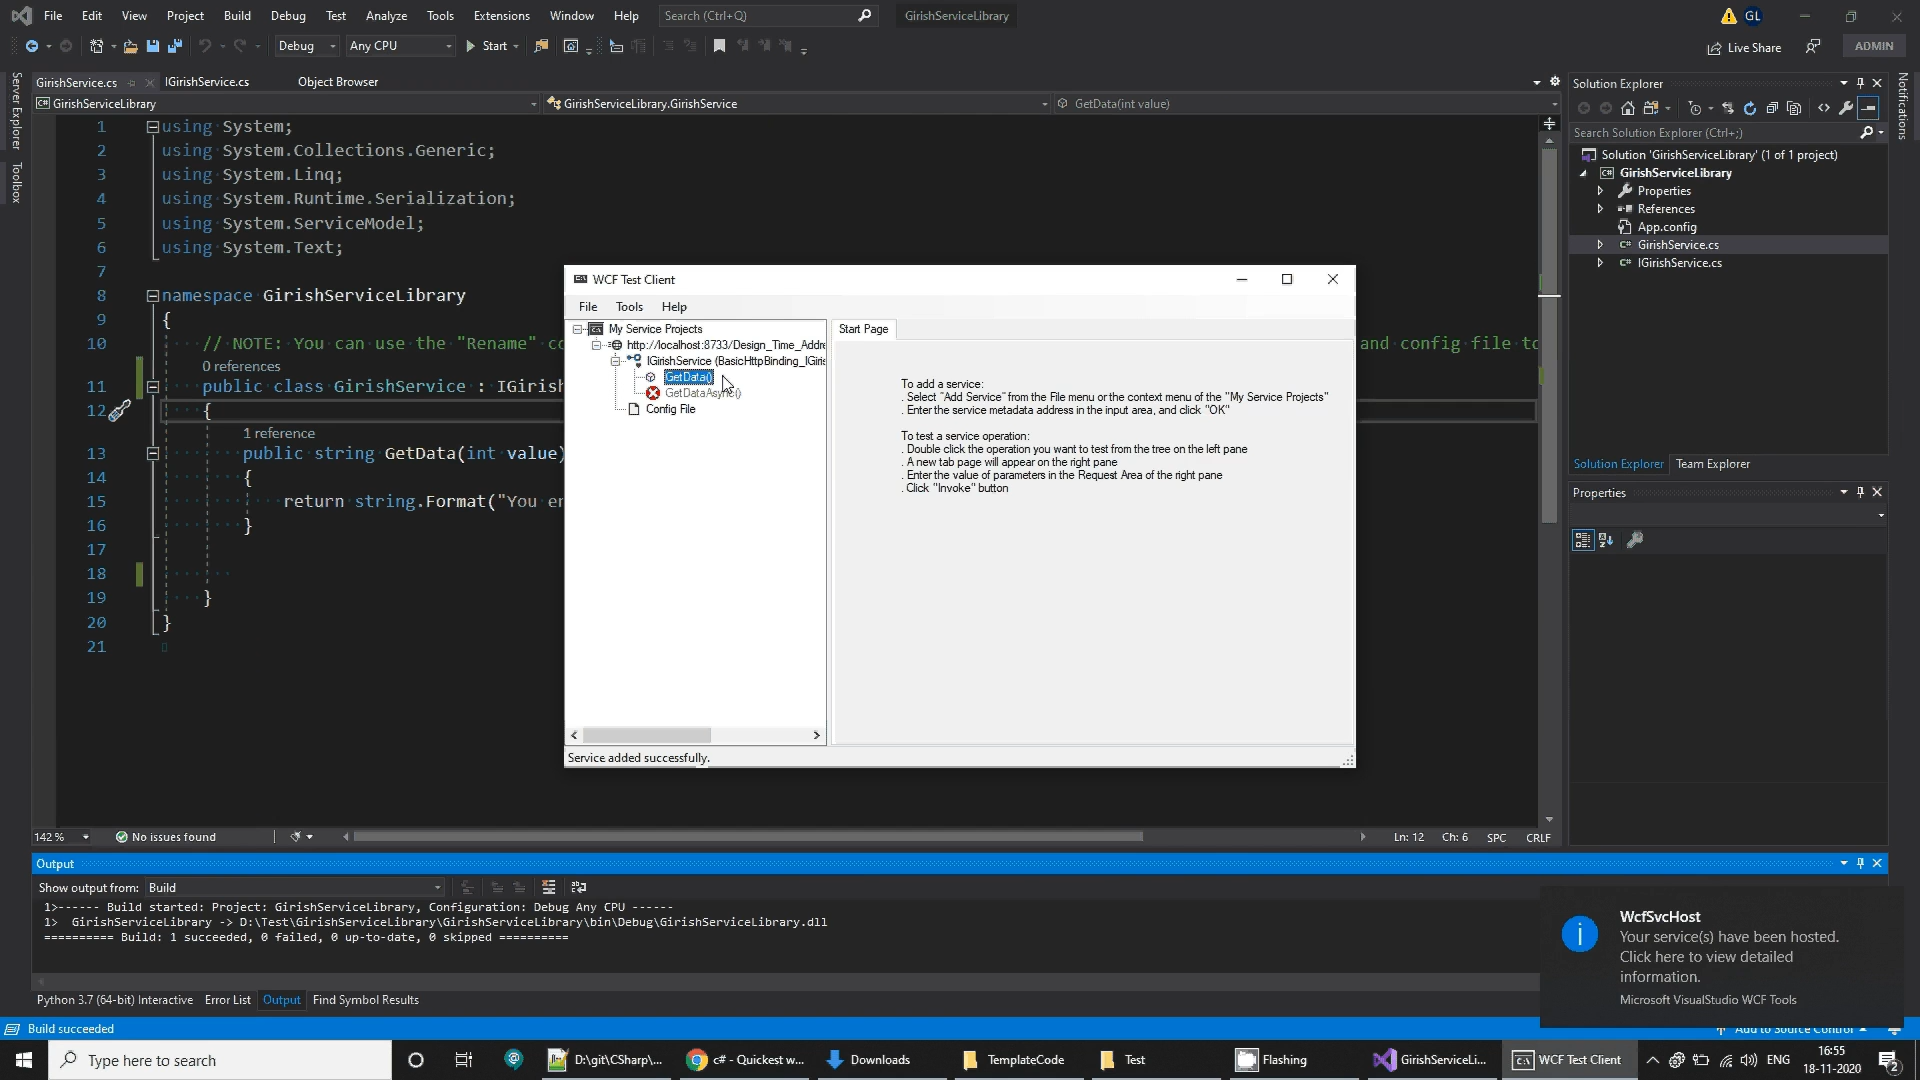 File Edit View Project Build Debug Test Analyze Tools Extensions Window Help Search (Ctrl+Q) GirishServiceLibrary GL
Debug Any CPU Start Live Share ADMIN
GirishService.cs IGirishService.cs Object Browser
GirishServiceLibrary GirishServiceLibrary.GirishService GetData(int value)
Server Explorer
Toolbox
1 using System;
2 using System.Collections.Generic;
3 using System.Linq;
4 using System.Runtime.Serialization;
5 using System.ServiceModel;
6 using System.Text;
7
8 namespace GirishServiceLibrary
9 {
10 // NOTE: You can use the "Rename" and config file to
0 references
11 public class GirishService : IGirish
12 {
1 reference
13 public string GetData(int value)
14 {
15 return string.Format("You
16 }
17
18
19 }
20 }
21
WCF Test Client
File Tools Help
My Service Projects
http://localhost:8733/Design_Time_Addre
IGirishService (BasicHttpBinding_IGiris
GetData()
GetDataAsync()
Config File
Service added successfully.
Start Page
To add a service:
. Select "Add Service" from the File menu or the context menu of the "My Service Projects"
. Enter the service metadata address in the input area, and click "OK"
To test a service operation:
. Double click the operation you want to test from the tree on the left pane
. A new tab page will appear on the right pane
. Enter the value of parameters in the Request Area of the right pane
. Click "Invoke" button
142 % No issues found Ln: 12 Ch: 6 SPC CRLF
Solution Explorer
Search Solution Explorer (Ctrl+;)
Solution 'GirishServiceLibrary' (1 of 1 project)
GirishServiceLibrary
Properties
References
App.config
GirishService.cs
IGirishService.cs
Solution Explorer Team Explorer
Properties
Notifications
Output
Show output from: Build
1>------ Build started: Project: GirishServiceLibrary, Configuration: Debug Any CPU ------
1> GirishServiceLibrary -> D:\Test\GirishServiceLibrary\GirishServiceLibrary\bin\Debug\GirishServiceLibrary.dll
========== Build: 1 succeeded, 0 failed, 0 up-to-date, 0 skipped ==========
Python 3.7 (64-bit) Interactive Error List Output Find Symbol Results
WcfSvcHost
Your service(s) have been hosted.
Click here to view detailed
information.
Microsoft VisualStudio WCF Tools
Build succeeded Add to Source Control
Type here to search D:\git\CSharp\... c# - Quickest w... Downloads TemplateCode Test Flashing GirishServiceLi... WCF Test Client ENG 16:55
18-11-2020 2